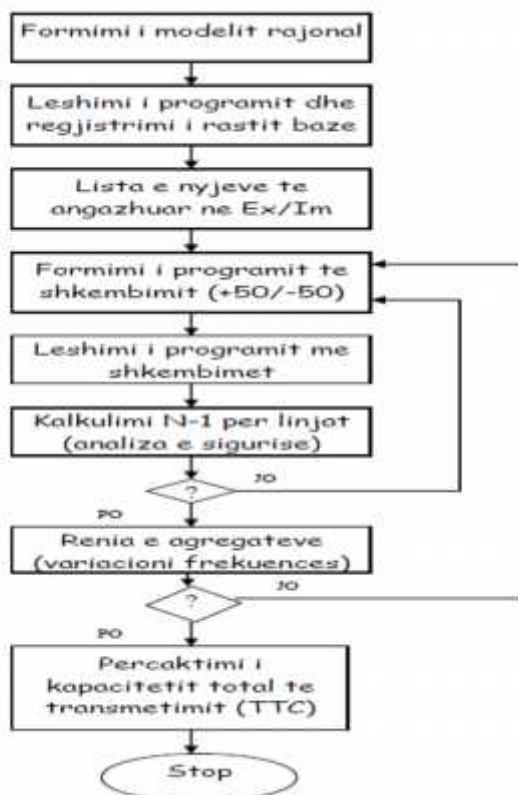 Formimi i modelit rajonal
Leshimi i programit dhe
regjistrimi i rastit baze
Lista e nyjeve te
angazhuar ne Ex/Im
Formimi i programit te
shkembimit (+50/-50)
Leshimi i programit me
shkembimet
Kalkulimi N-1 per linjat
(analiza e sigurise)
?
JO
PO
Renia e agregateve
(variacioni frekuences)
?
JO
PO
Percaktimi i
kapacitetit total te
transmetimit (TTC)
Stop